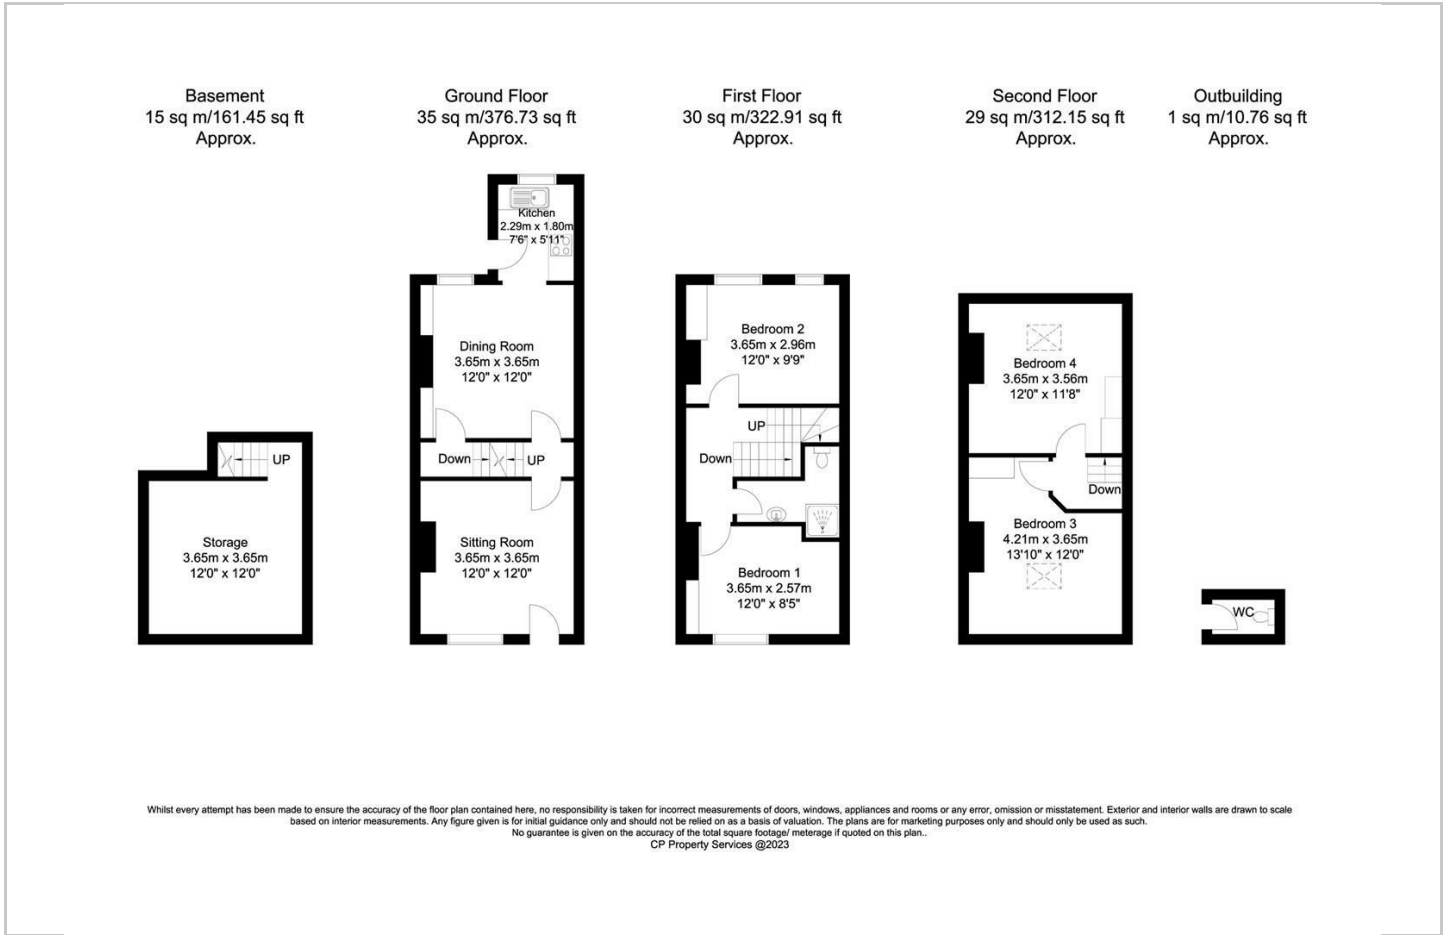 Basement
15 sq m/161.45 sq ft
Approx.
Ground Floor
35 sq m/376.73 sq ft
Approx.
First Floor
30 sq m/322.91 sq ft
Approx.
Second Floor
29 sq m/312.15 sq ft
Approx.
Outbuilding
1 sq m/10.76 sq ft
Approx.
UP
Storage
3.65m x 3.65m
12'0" x 12'0"
Kitchen
2.29m x 1.80m
7'6" x 5'11"
Dining Room
3.65m x 3.65m
12'0" x 12'0"
Down
UP
Sitting Room
3.65m x 3.65m
12'0" x 12'0"
Bedroom 2
3.65m x 2.96m
12'0" x 9'9"
UP
Down
Bedroom 1
3.65m x 2.57m
12'0" x 8'5"
Bedroom 4
3.65m x 3.56m
12'0" x 11'8"
Down
Bedroom 3
4.21m x 3.65m
13'10" x 12'0"
WC
Whilst every attempt has been made to ensure the accuracy of the floor plan contained here, no responsibility is taken for incorrect measurements of doors, windows, appliances and rooms or any error, omission or misstatement. Exterior and interior walls are drawn to scale
based on interior measurements. Any figure given is for initial guidance only and should not be relied on as a basis of valuation. The plans are for marketing purposes only and should only be used as such.
No guarantee is given on the accuracy of the total square footage/ meterage if quoted on this plan..
CP Property Services @2023